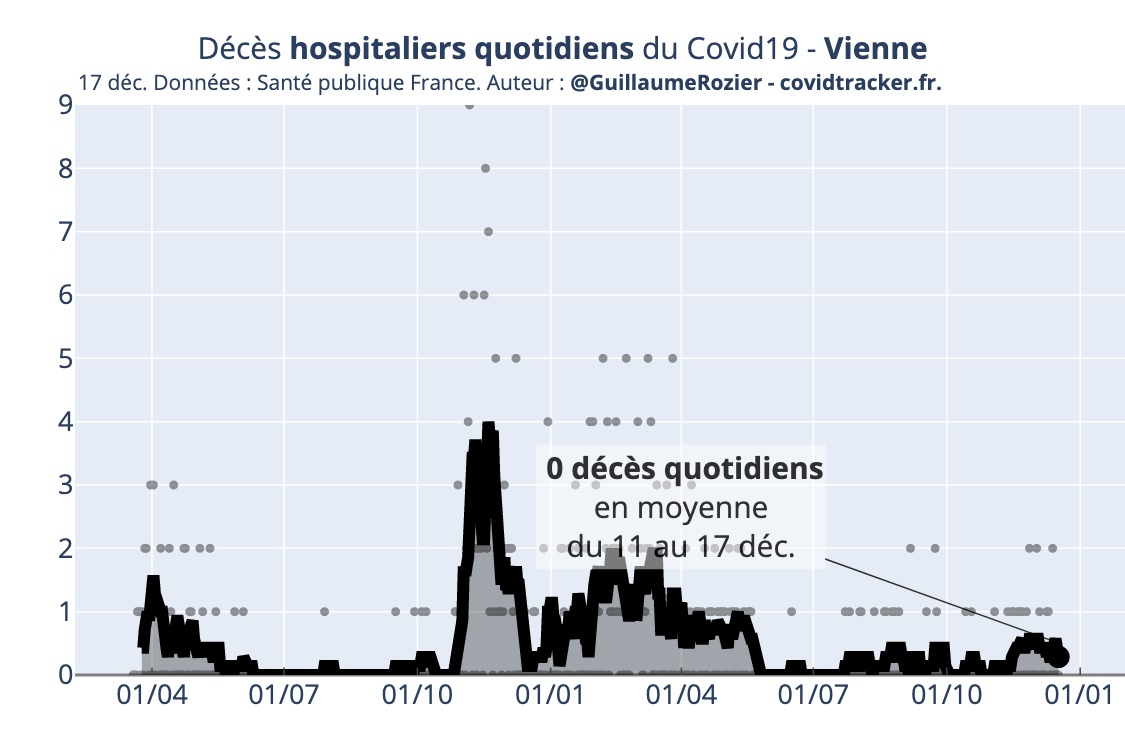 Décès hospitaliers quotidiens du Covid19 - Vienne
17 déc. Données : Santé publique France. Auteur : @GuillaumeRozier - covidtracker.fr.
9
8
7
6
5
4
3
2
1
0
0 décès quotidiens
en moyenne
du 11 au 17 déc.
01/04 01/07 01/10 01/01 01/04 01/07 01/10 01/01